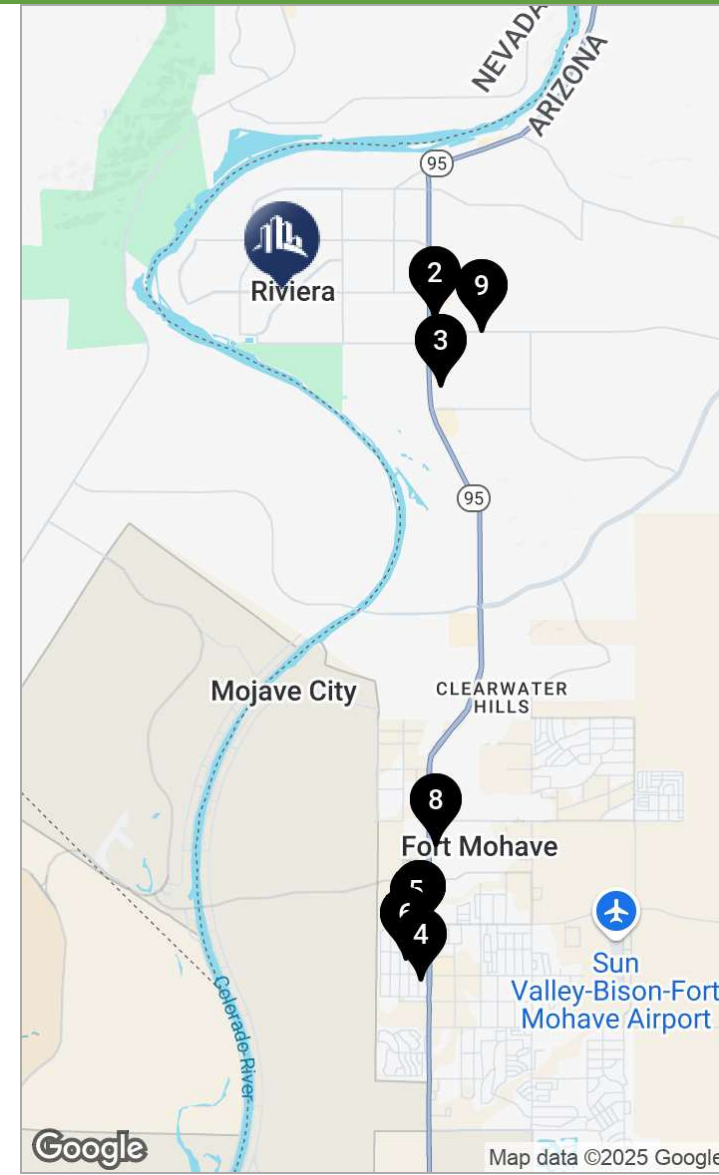 NEVADA
ARIZONA
95
Riviera
2
9
3
95
Mojave City
CLEARWATER
HILLS
8
Fort Mohave
5
6
4
Sun
Valley-Bison-Fort
Mohave Airport
Colorado River
Google
Map data ©2025 Google